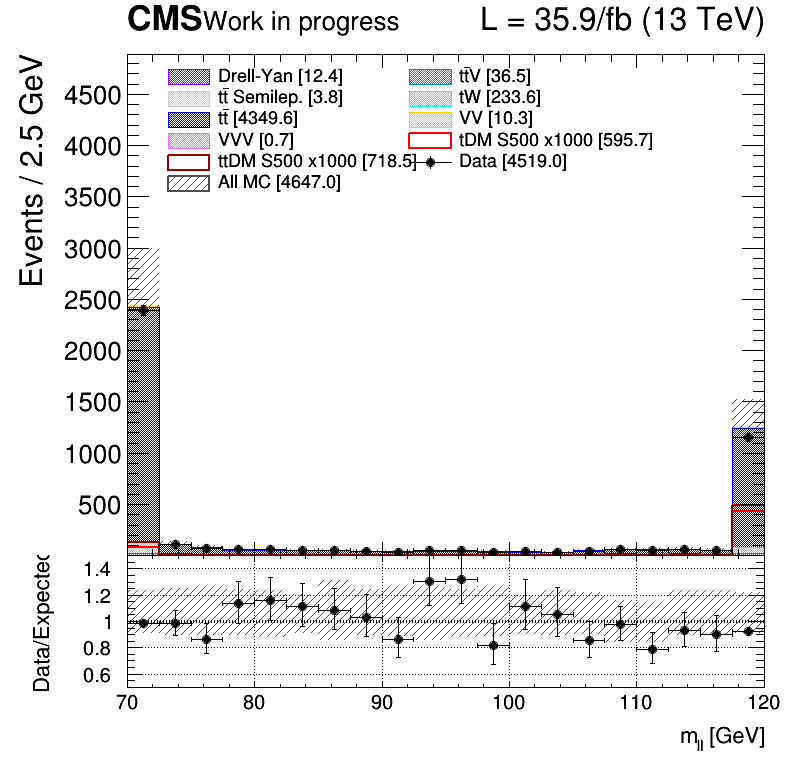 CMS Work in progress L = 35.9/fb (13 TeV)
Events / 2.5 GeV
4500
4000
3500
3000
2500
2000
1500
1000
500
Drell-Yan [12.4] tt̄V [36.5]
tt̄ Semilep. [3.8] tW [233.6]
tt̄ [4349.6] VV [10.3]
VVV [0.7] tDM S500 x1000 [595.7]
ttDM S500 x1000 [718.5] Data [4519.0]
All MC [4647.0]
Data/Expected
1.4
1.2
1
0.8
0.6
70 80 90 100 110 120
m_ll [GeV]